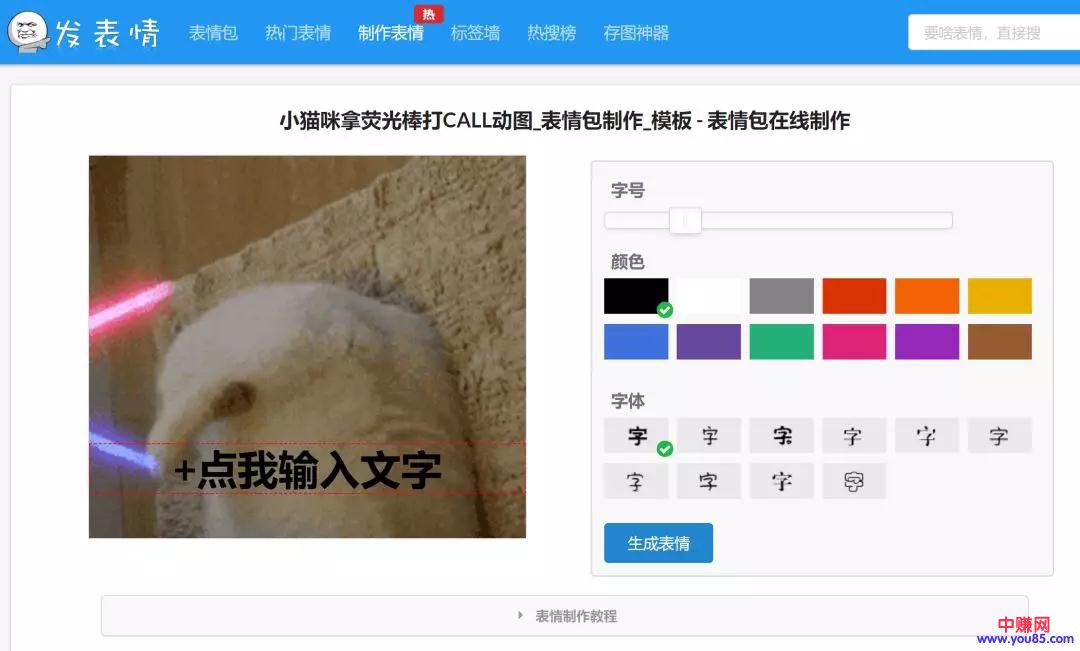 热
发表情
表情包 热门表情 制作表情 标签墙 热搜榜 存图神器
要啥表情，直接搜
小猫咪拿荧光棒打CALL动图_表情包制作_模板 - 表情包在线制作
+点我输入文字
字号
颜色
字体
字 字 字 字 字 字
字 字 字 字
生成表情
表情制作教程
中赚网
www.you85.com